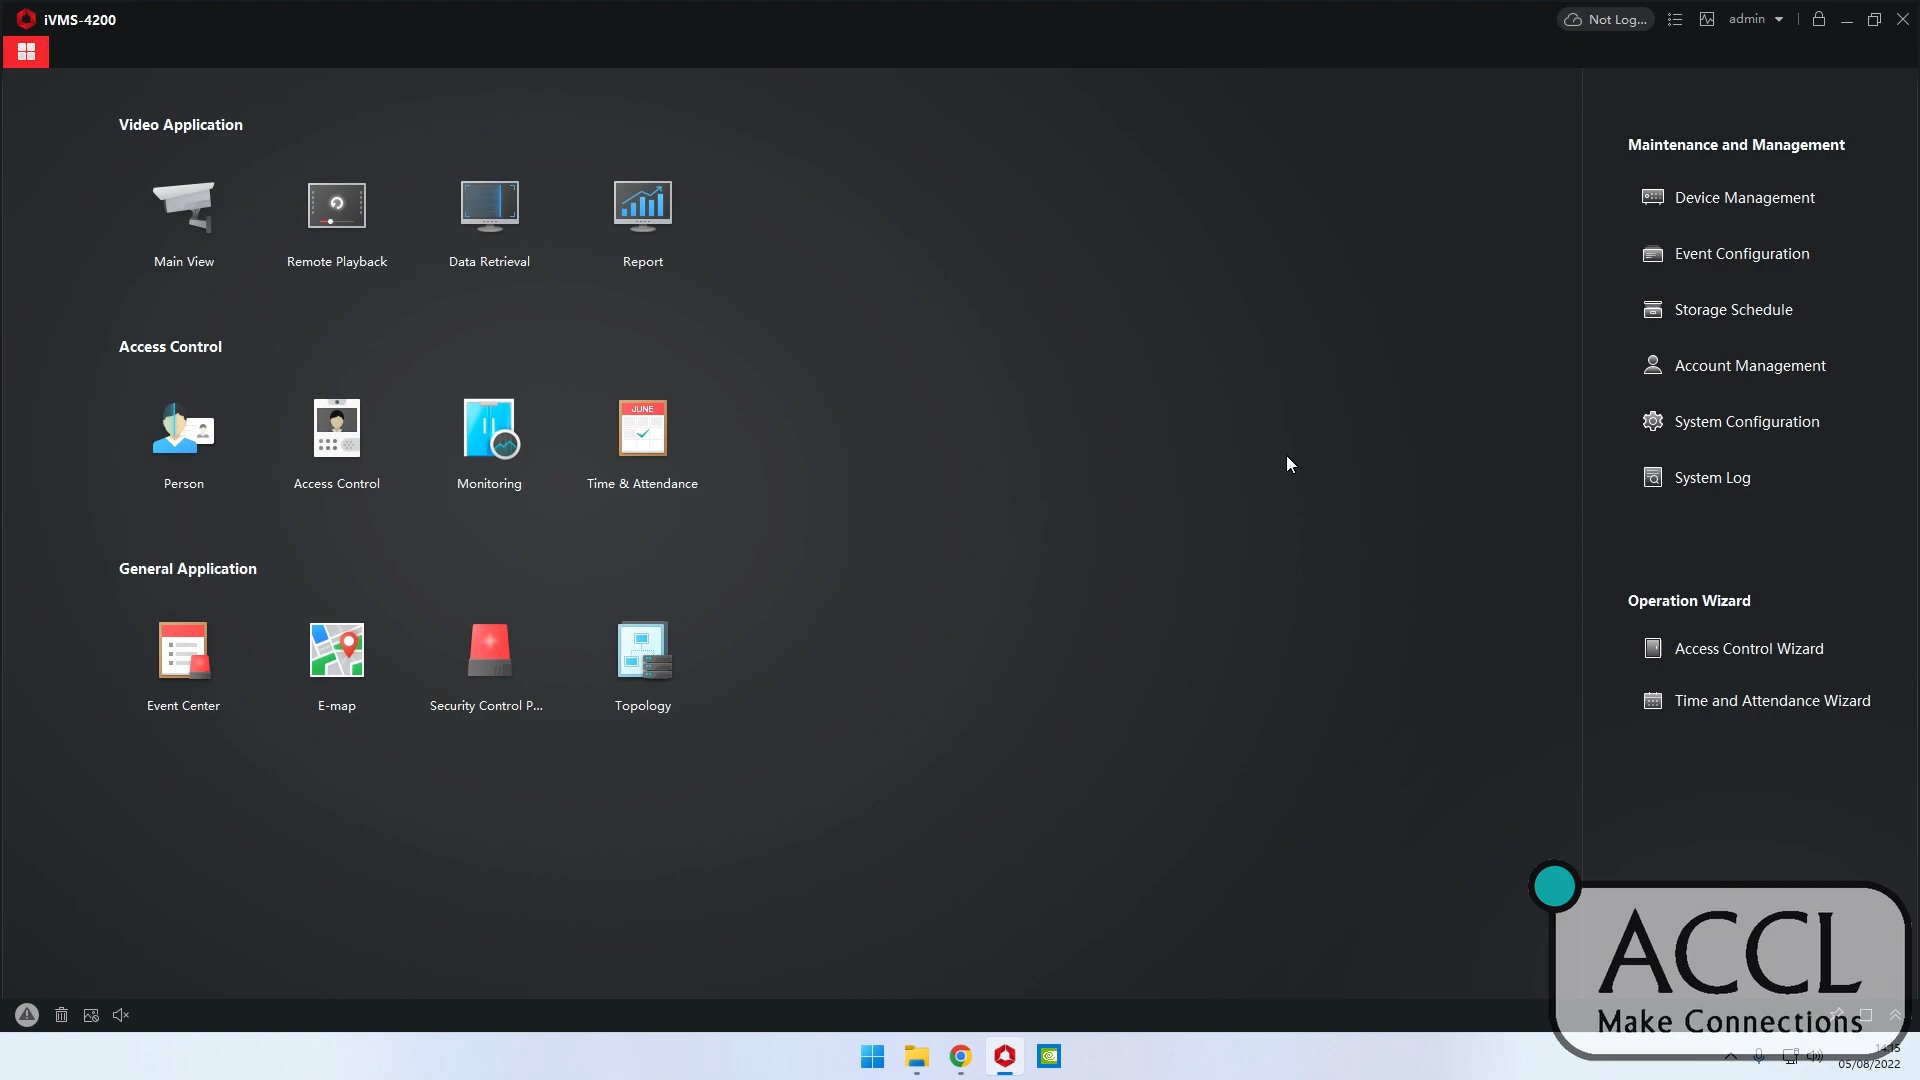 iVMS-4200
Not Log...
admin
Video Application
Main View
Remote Playback
Data Retrieval
Report
Access Control
JUNE
Person
Access Control
Monitoring
Time & Attendance
General Application
Event Center
E-map
Security Control P...
Topology
Maintenance and Management
Device Management
Event Configuration
Storage Schedule
Account Management
System Configuration
System Log
Operation Wizard
Access Control Wizard
Time and Attendance Wizard
ACCL
Make Connections
14:15
05/08/2022